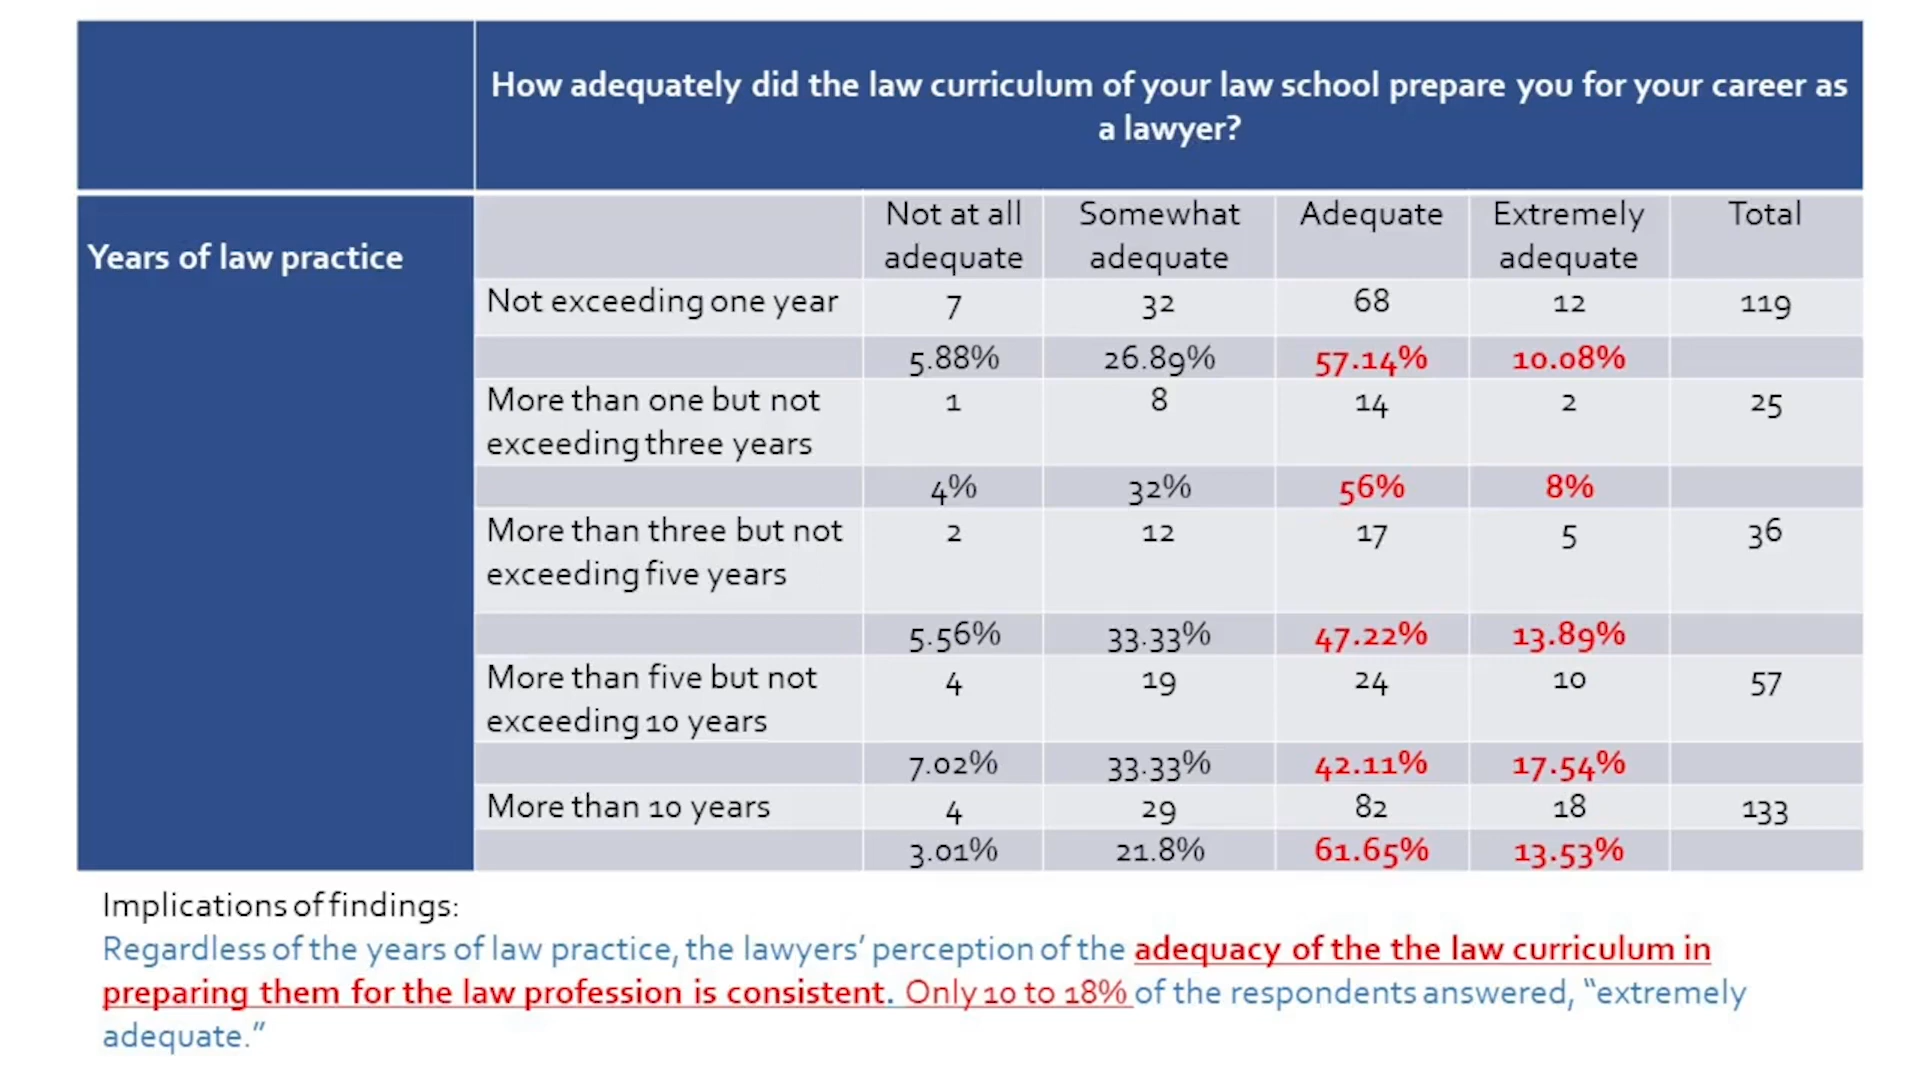 How adequately did the law curriculum of your law school prepare you for your career as
a lawyer?
Years of law practice
Not at all adequate Somewhat adequate Adequate Extremely adequate Total
Not exceeding one year 7 32 68 12 119
5.88% 26.89% 57.14% 10.08%
More than one but not exceeding three years 1 8 14 2 25
4% 32% 56% 8%
More than three but not exceeding five years 2 12 17 5 36
5.56% 33.33% 47.22% 13.89%
More than five but not exceeding 10 years 4 19 24 10 57
7.02% 33.33% 42.11% 17.54%
More than 10 years 4 29 82 18 133
3.01% 21.8% 61.65% 13.53%
Implications of findings:
Regardless of the years of law practice, the lawyers’ perception of the adequacy of the the law curriculum in
preparing them for the law profession is consistent. Only 10 to 18% of the respondents answered, “extremely
adequate.”